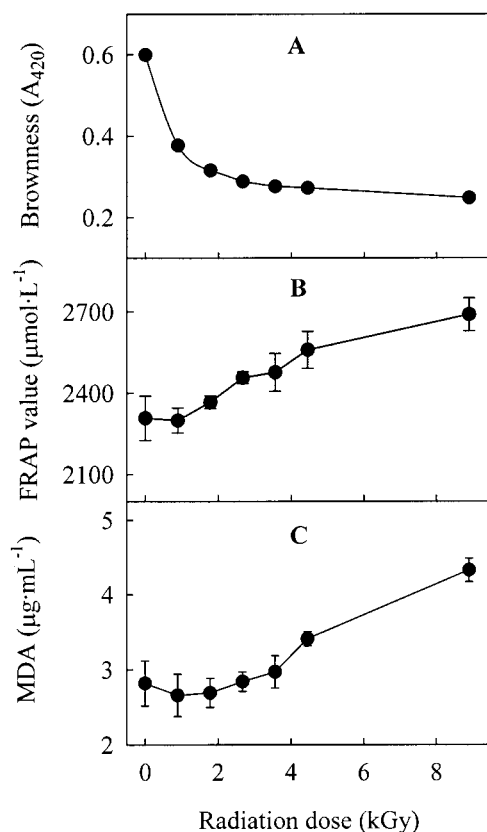 A
Brownness (A420)
0.6
0.4
0.2
B
FRAP value (µmol·L⁻¹)
2700
2400
2100
C
MDA (µg·mL⁻¹)
5
4
3
2
0 2 4 6 8
Radiation dose (kGy)